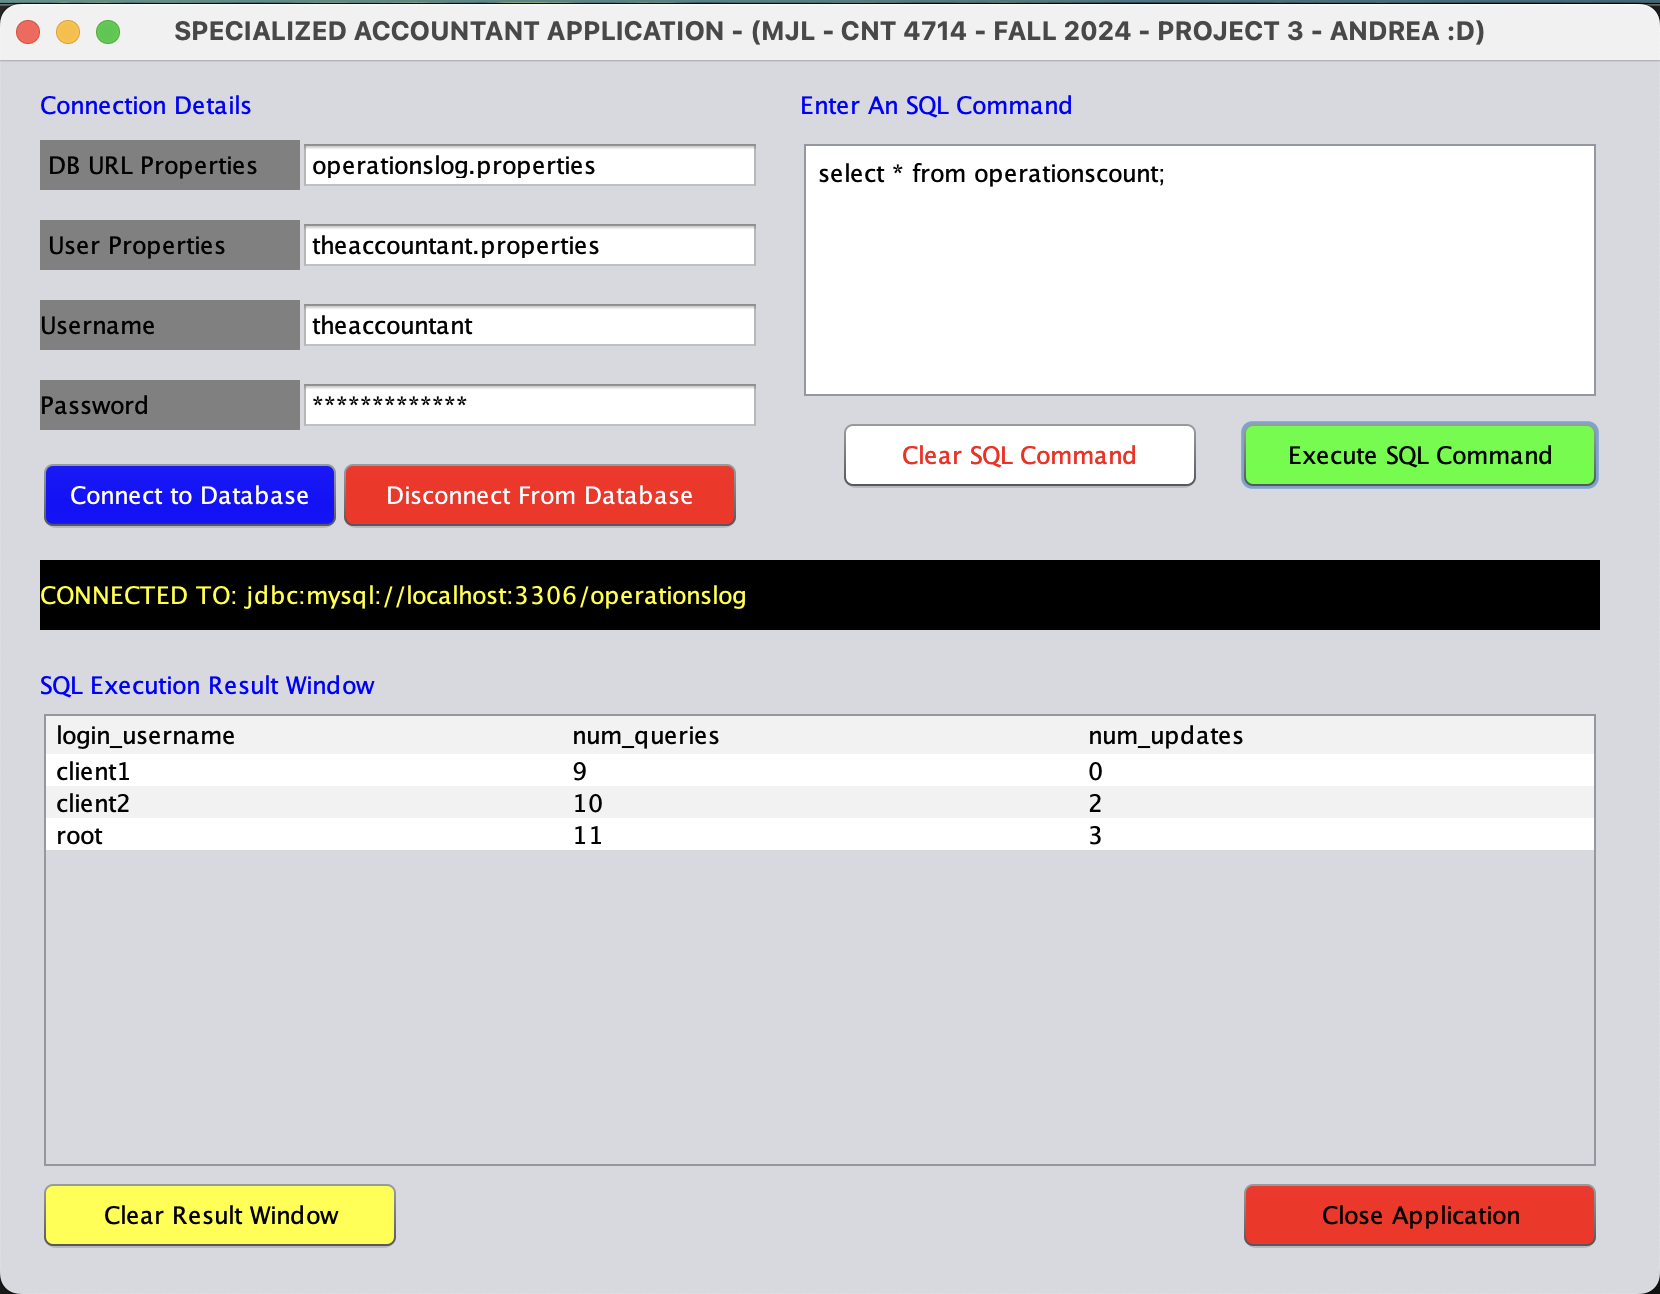 SPECIALIZED ACCOUNTANT APPLICATION - (MJL - CNT 4714 - FALL 2024 - PROJECT 3 - ANDREA :D)
Connection Details
DB URL Properties operationslog.properties
User Properties theaccountant.properties
Username theaccountant
Password *************
Connect to Database Disconnect From Database
Enter An SQL Command
select * from operationscount;
Clear SQL Command Execute SQL Command
CONNECTED TO: jdbc:mysql://localhost:3306/operationslog
SQL Execution Result Window
login_username num_queries num_updates
client1 9 0
client2 10 2
root 11 3
Clear Result Window Close Application